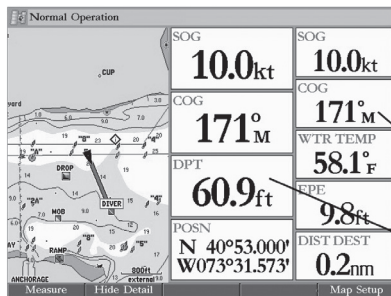 Normal Operation
CUP
DROP
DIVER
MOB
RAMP
ANCHORAGE
800ft
external
SOG
10.0kt
COG
171°M
DPT
60.9ft
POSN
N 40°53.000'
W073°31.573'
SOG
10.0kt
COG
171°M
WTR TEMP
58.1°F
EPE
9.8ft
DIST DEST
0.2nm
Measure
Hide Detail
Map Setup